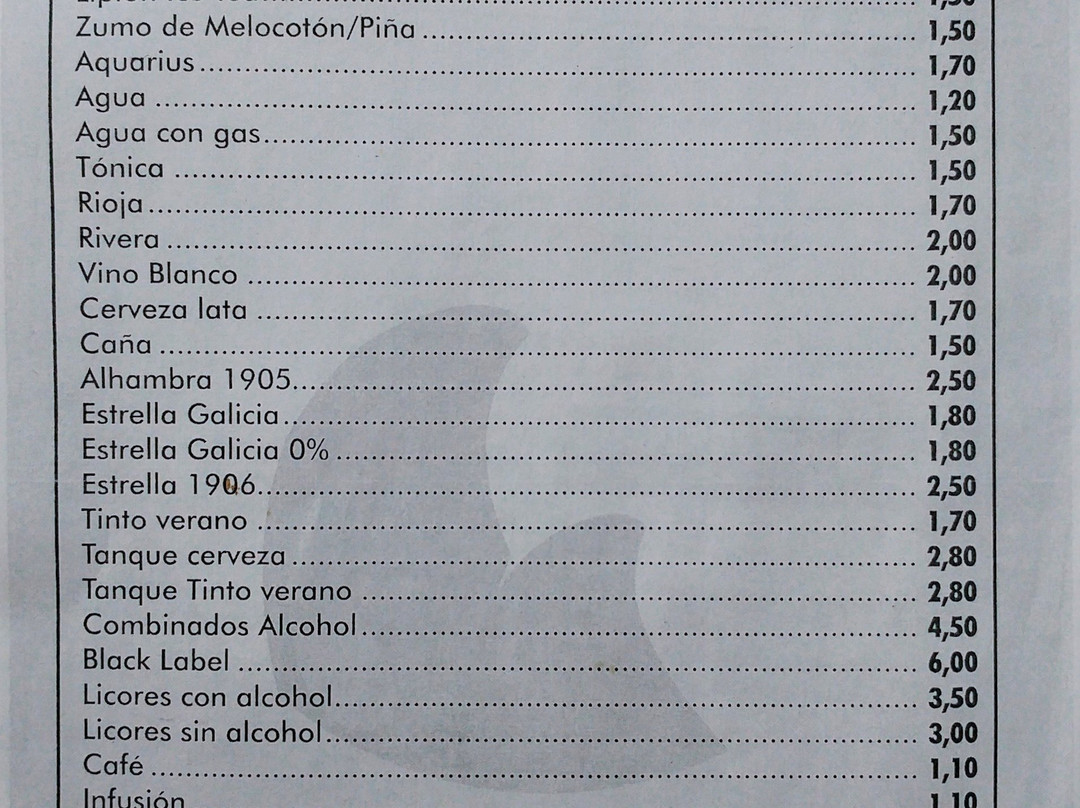 Zumo de Melocotón/Piña ........ 1,50
Aquarius ........ 1,70
Agua ........ 1,20
Agua con gas ........ 1,50
Tónica ........ 1,50
Rioja ........ 1,70
Rivera ........ 2,00
Vino Blanco ........ 2,00
Cerveza lata ........ 1,70
Caña ........ 1,50
Alhambra 1905 ........ 2,50
Estrella Galicia ........ 1,80
Estrella Galicia 0% ........ 1,80
Estrella 1906 ........ 2,50
Tinto verano ........ 1,70
Tanque cerveza ........ 2,80
Tanque Tinto verano ........ 2,80
Combinados Alcohol ........ 4,50
Black Label ........ 6,00
Licores con alcohol ........ 3,50
Licores sin alcohol ........ 3,00
Café ........ 1,10
Infusión 1,10